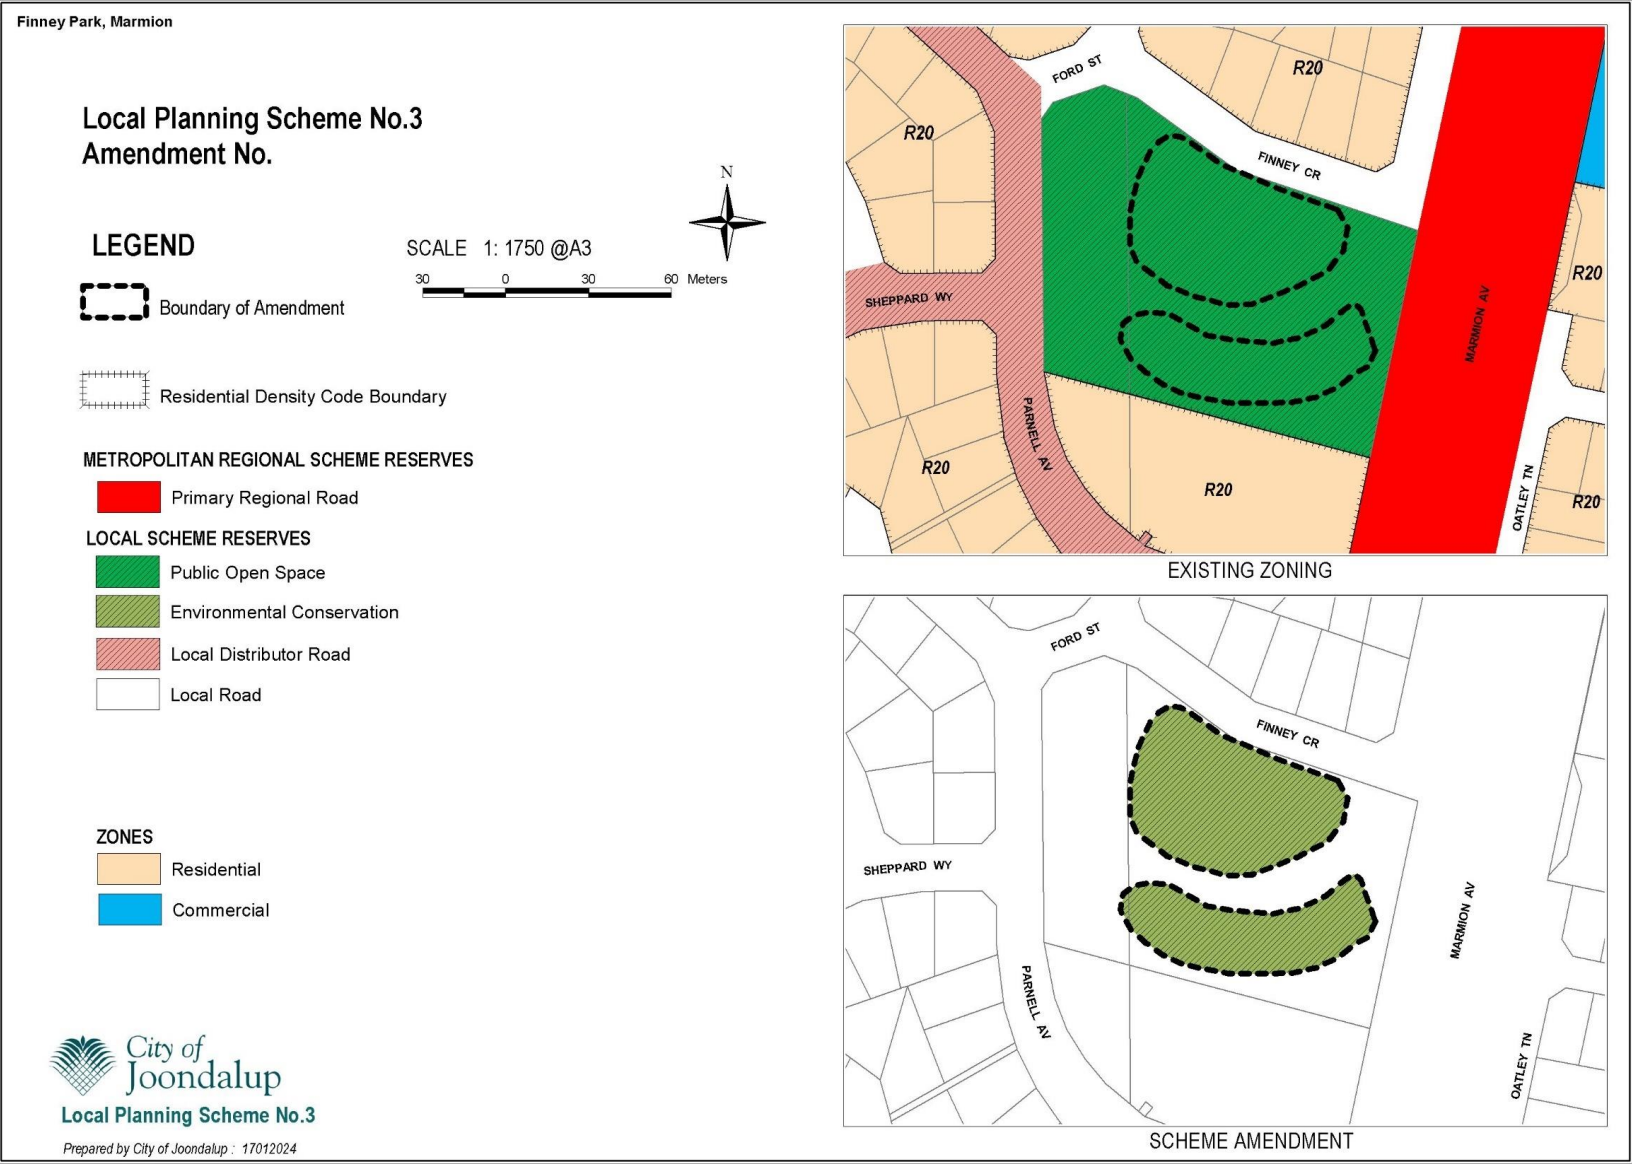 Finney Park, Marmion
Local Planning Scheme No.3
Amendment No.
N
LEGEND
SCALE 1: 1750 @A3
30 0 30 60 Meters
Boundary of Amendment
Residential Density Code Boundary
METROPOLITAN REGIONAL SCHEME RESERVES
Primary Regional Road
LOCAL SCHEME RESERVES
Public Open Space
Environmental Conservation
Local Distributor Road
Local Road
ZONES
Residential
Commercial
City of
Joondalup
Local Planning Scheme No.3
Prepared by City of Joondalup : 17012024
FORD ST
R20
R20
FINNEY CR
R20
SHEPPARD WY
MARMION AV
PARNELL AV
R20
R20
OATLEY TN
R20
EXISTING ZONING
FORD ST
FINNEY CR
SHEPPARD WY
MARMION AV
PARNELL AV
OATLEY TN
SCHEME AMENDMENT